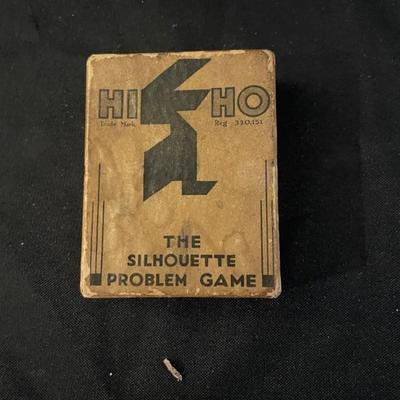 HI HO
Trade Mark Reg 330,151
THE
SILHOUETTE
PROBLEM GAME